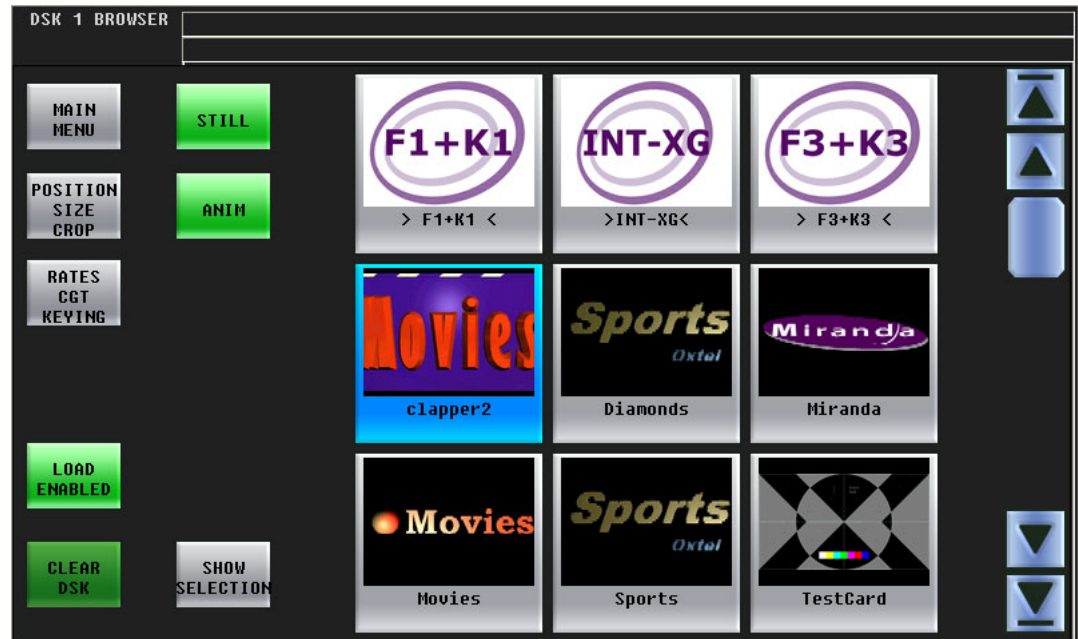 DSK 1 BROWSER
MAIN
MENU
STILL
F1+K1
> F1+K1 <
INT-XG
>INT-XG<
F3+K3
> F3+K3 <
POSITION
SIZE
CROP
ANIM
RATES
CGT
KEYING
Movies
clapper2
Sports
Oxtel
Diamonds
Miranda
Miranda
LOAD
ENABLED
Movies
Movies
Sports
Oxtel
Sports
TestCard
CLEAR
DSK
SHOW
SELECTION